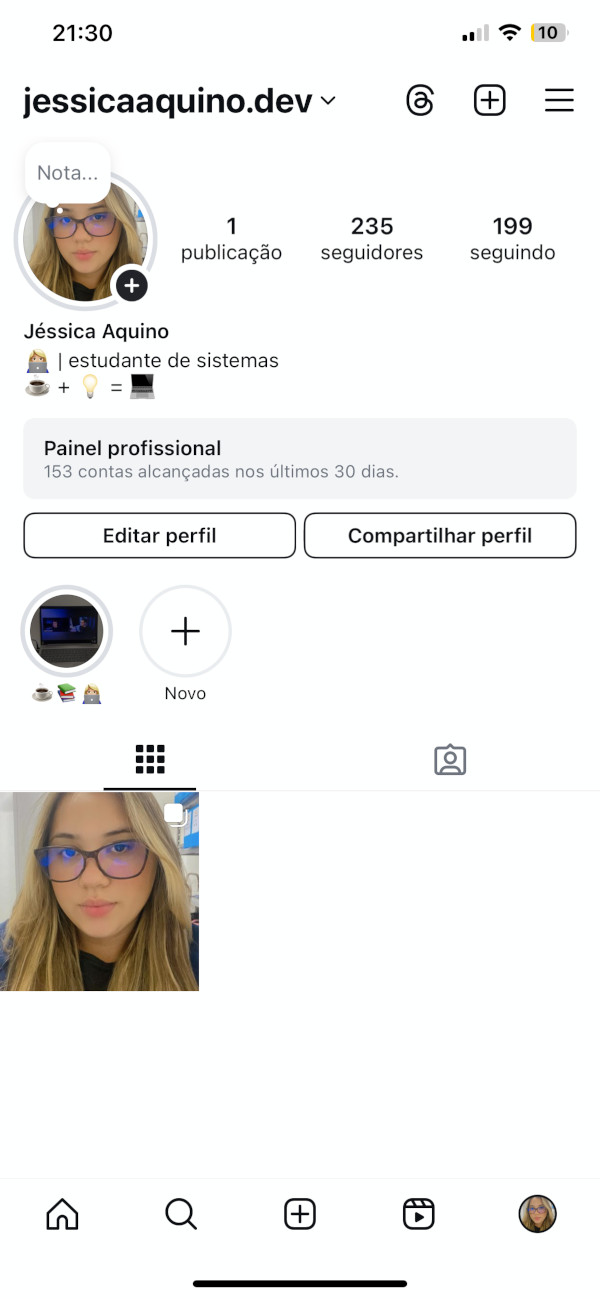 21:30
10
jessicaaquino.dev
Nota...
1
publicação
235
seguidores
199
seguindo
Jéssica Aquino
👩🏼‍💻 | estudante de sistemas
☕️ + 💡 = 💻
Painel profissional
153 contas alcançadas nos últimos 30 dias.
Editar perfil
Compartilhar perfil
☕️📚👩🏼‍💻
Novo